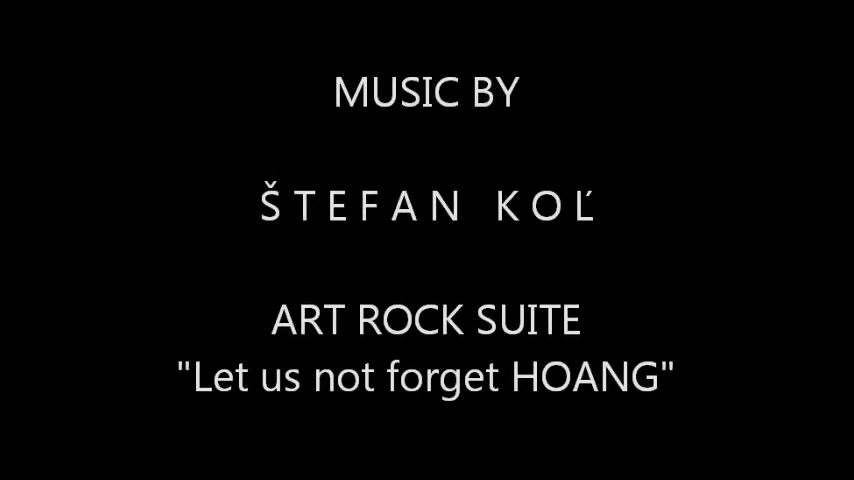 MUSIC BY
ŠTEFAN KOĽ
ART ROCK SUITE
"Let us not forget HOANG"